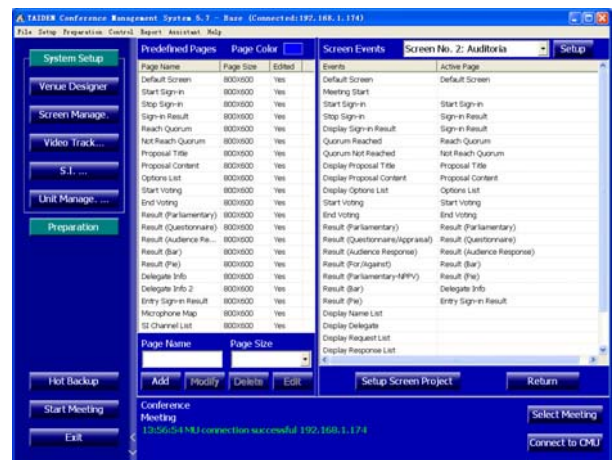 TAIDEN Conference Management System 5.7 - Base (Connected:192.168.1.174)
File Setup Preparation Control Report Assistant Help
System Setup
Venue Designer
Screen Manage.
Video Track...
S.I. ...
Unit Manage. ...
Preparation
Hot Backup
Start Meeting
Exit
Predefined Pages Page Color
Page Name Page Size Edited
Default Screen 800X600 Yes
Start Sign-in 800X600 Yes
Stop Sign-in 800X600 Yes
Sign-in Result 800X600 Yes
Reach Quorum 800X600 Yes
Not Reach Quorum 800X600 Yes
Proposal Title 800X600 Yes
Proposal Content 800X600 Yes
Options List 800X600 Yes
Start Voting 800X600 Yes
End Voting 800X600 Yes
Result (Parliamentary) 800X600 Yes
Result (Questionnaire) 800X600 Yes
Result (Audience Re... 800X600 Yes
Result (Bar) 800X600 Yes
Result (Pie) 800X600 Yes
Delegate Info 800X600 Yes
Delegate Info 2 800X600 Yes
Entry Sign-in Result 800X600 Yes
Microphone Map 800X600 Yes
SI Channel List 800X600 Yes
Page Name Page Size
Add Modify Delete Edit
Screen Events Screen No. 2: Auditoria Setup
Events Active Page
Default Screen Default Screen
Meeting Start
Start Sign-in Start Sign-in
Stop Sign-in Sign-in Result
Display Sign-in Result Sign-in Result
Quorum Reached Reach Quorum
Quorum Not Reached Not Reach Quorum
Display Proposal Title Proposal Title
Display Proposal Content Proposal Content
Display Options List Options List
Start Voting Start Voting
End Voting End Voting
Result (Parliamentary) Result (Parliamentary)
Result (Questionnaire/Appraisal) Result (Questionnaire)
Result (Audience Response) Result (Audience Response)
Result (For/Against) Result (Bar)
Result (Parliamentary-NPPV) Result (Pie)
Result (Bar) Delegate Info
Result (Pie) Entry Sign-in Result
Display Name List
Display Delegate
Display Request List
Display Response List
Setup Screen Project Return
Conference
Meeting
13:56:54 MU connection successful 192.168.1.174
Select Meeting
Connect to CMU